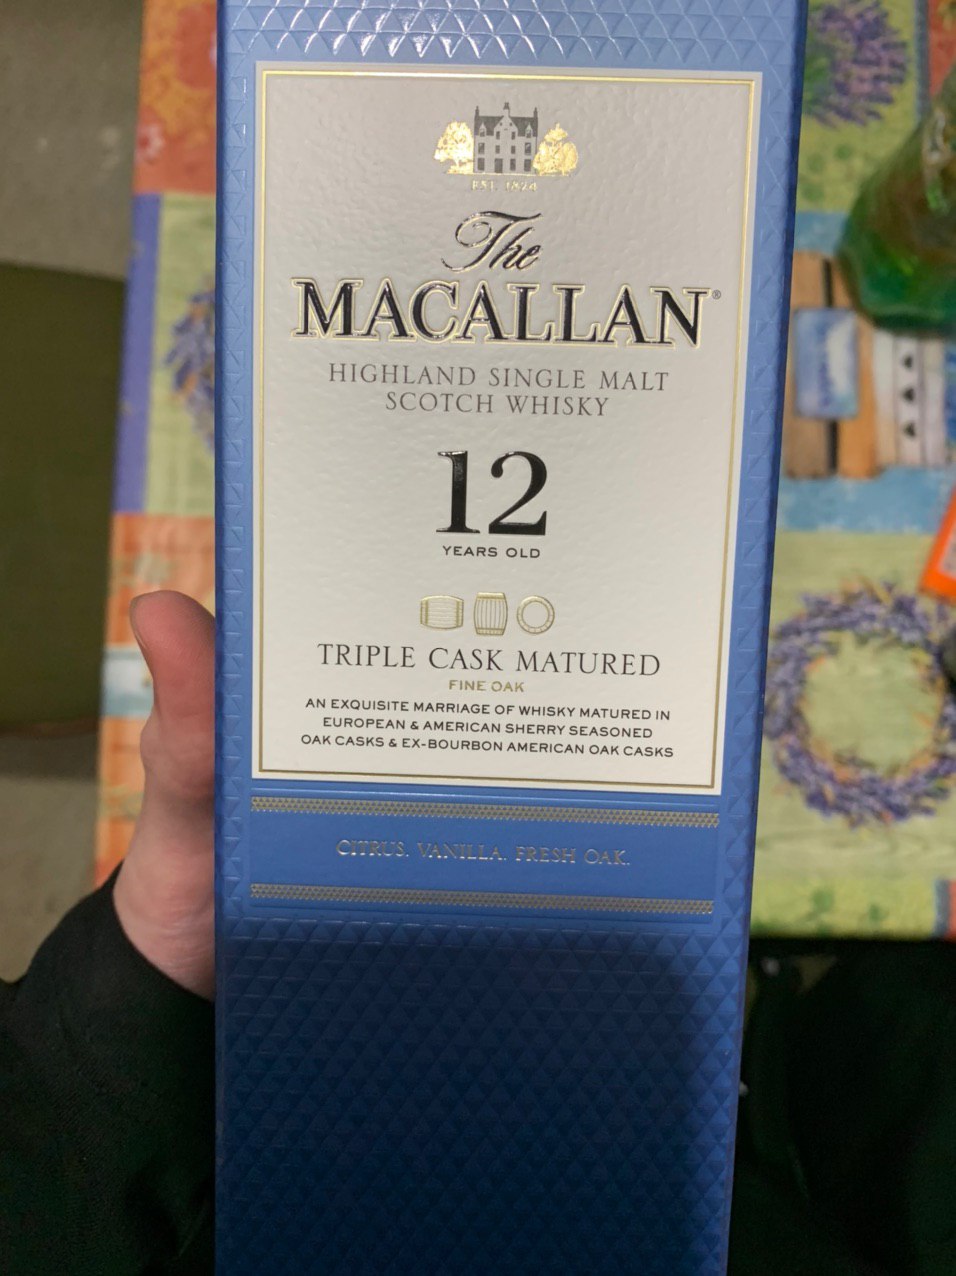 EST. 1824
The
MACALLAN®
HIGHLAND SINGLE MALT
SCOTCH WHISKY
12
YEARS OLD
TRIPLE CASK MATURED
FINE OAK
AN EXQUISITE MARRIAGE OF WHISKY MATURED IN
EUROPEAN & AMERICAN SHERRY SEASONED
OAK CASKS & EX-BOURBON AMERICAN OAK CASKS
CITRUS. VANILLA. FRESH OAK.